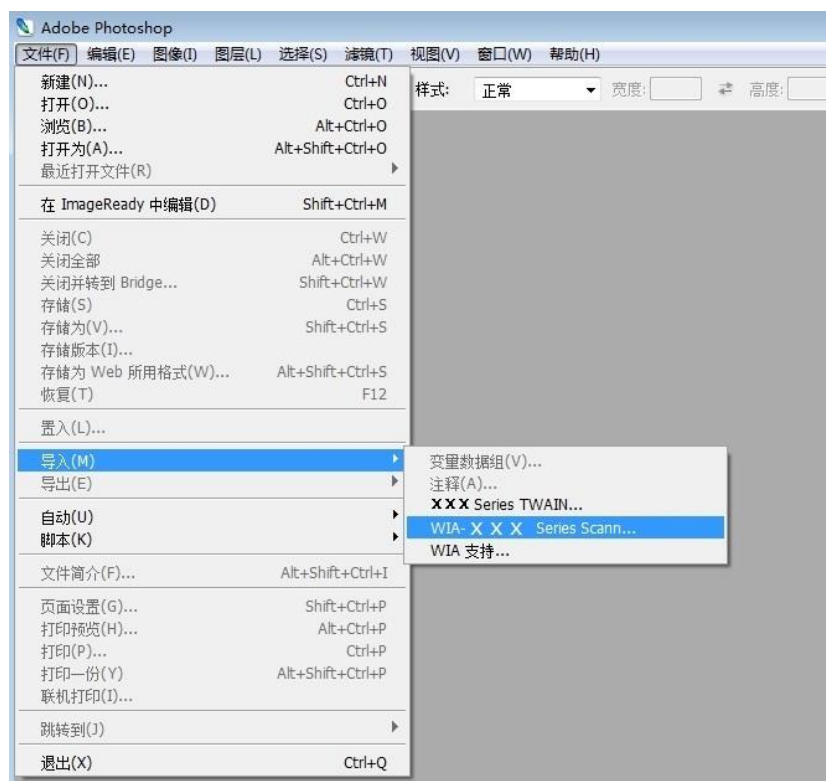 Adobe Photoshop
文件(F) 编辑(E) 图像(I) 图层(L) 选择(S) 滤镜(T) 视图(V) 窗口(W) 帮助(H)
样式: 正常 宽度: 高度:
新建(N)... Ctrl+N
打开(O)... Ctrl+O
浏览(B)... Alt+Ctrl+O
打开为(A)... Alt+Shift+Ctrl+O
最近打开文件(R)
在 ImageReady 中编辑(D) Shift+Ctrl+M
关闭(C) Ctrl+W
关闭全部 Alt+Ctrl+W
关闭并转到 Bridge... Shift+Ctrl+W
存储(S) Ctrl+S
存储为(V)... Shift+Ctrl+S
存储版本(I)...
存储为 Web 所用格式(W)... Alt+Shift+Ctrl+S
恢复(T) F12
置入(L)...
导入(M)
导出(E)
变量数据组(V)...
注释(A)...
XXX Series TWAIN...
WIA-X X X Series Scann...
WIA 支持...
自动(U)
脚本(K)
文件简介(F)... Alt+Shift+Ctrl+I
页面设置(G)... Shift+Ctrl+P
打印预览(H)... Alt+Ctrl+P
打印(P)... Ctrl+P
打印一份(Y) Alt+Shift+Ctrl+P
联机打印(I)...
跳转到(J)
退出(X) Ctrl+Q